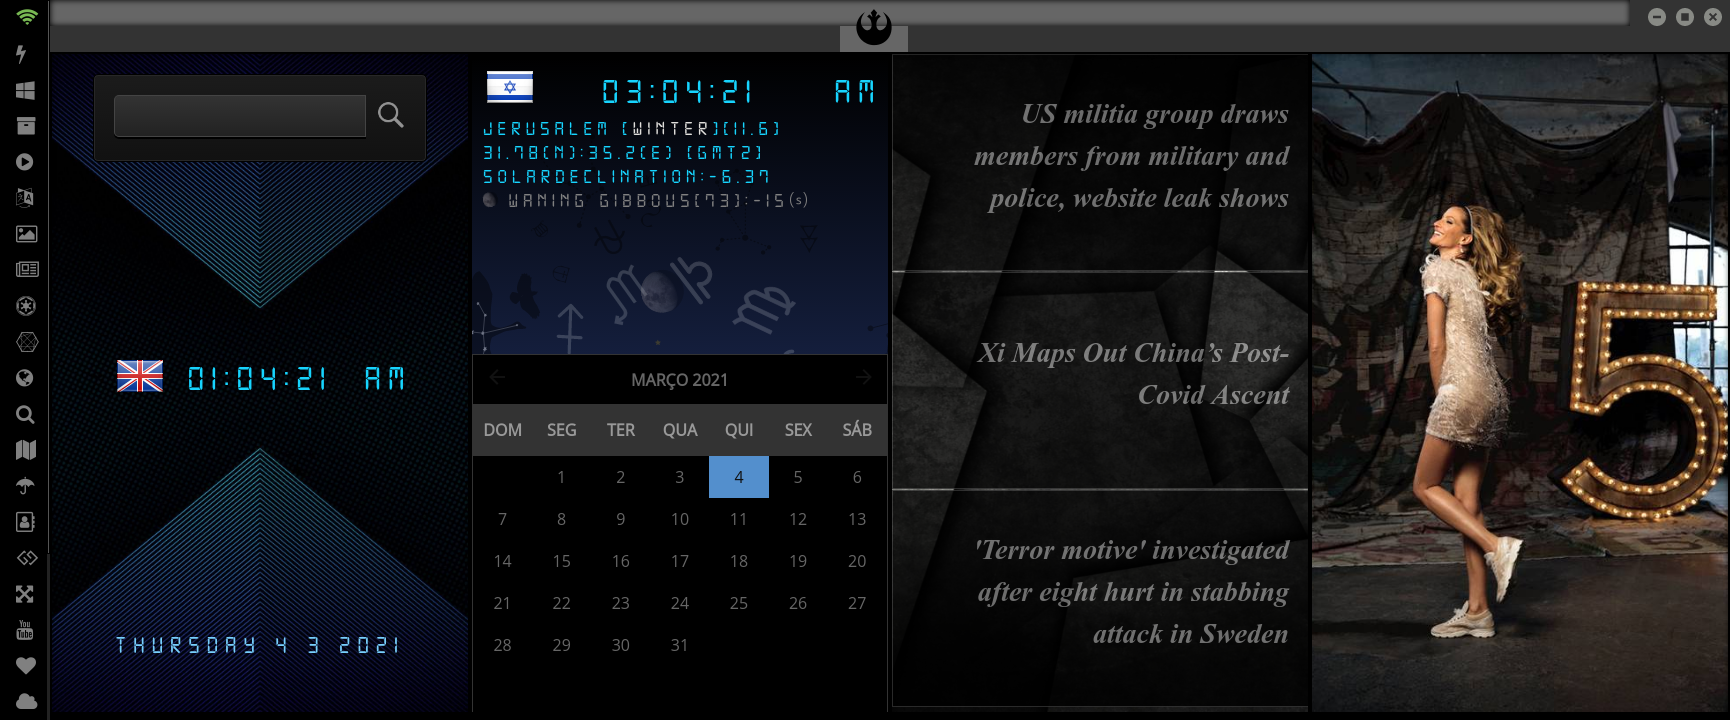 01:04:21 AM
THURSDAY 4 3 2021
03:04:21 AM
JERUSALEM (WINTER)(11.6)
31.78(N):35.2(E) (GMT2)
SOLARDECLINATION:-6.37
WANING GIBBOUS(73):-15(s)
MARÇO 2021
DOM SEG TER QUA QUI SEX SÁB
1 2 3 4 5 6
7 8 9 10 11 12 13
14 15 16 17 18 19 20
21 22 23 24 25 26 27
28 29 30 31
US militia group draws
members from military and
police, website leak shows
Xi Maps Out China’s Post-
Covid Ascent
'Terror motive' investigated
after eight hurt in stabbing
attack in Sweden
5
You
Tube